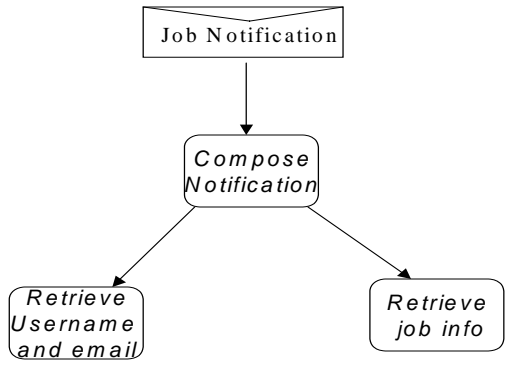 Job Notification
Compose
Notification
Retrieve
Username
and email
Retrieve
job info